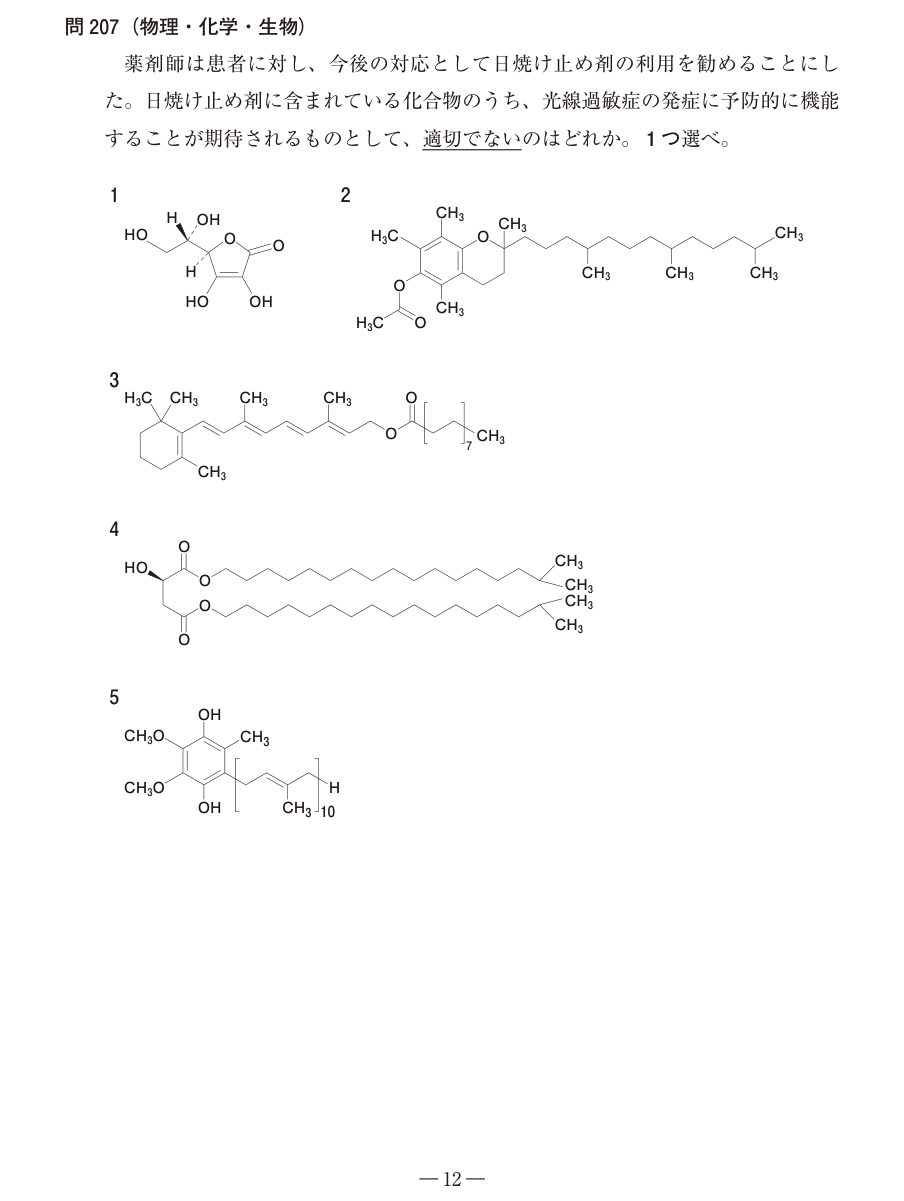 問 207（物理・化学・生物）
薬剤師は患者に対し、今後の対応として日焼け止め剤の利用を勧めることにし
た。日焼け止め剤に含まれている化合物のうち、光線過敏症の発症に予防的に機能
することが期待されるものとして、適切でないのはどれか。１つ選べ。
1
H OH
HO O O
H
HO OH
2
CH₃
H₃C O CH₃ CH₃
O CH₃ CH₃ CH₃
CH₃
H₃C O
3
H₃C CH₃ CH₃ CH₃ O
O CH₃
7
CH₃
4
O
HO O CH₃
CH₃
O CH₃
O CH₃
5
OH
CH₃O CH₃
CH₃O H
OH CH₃ 10
― 12 ―